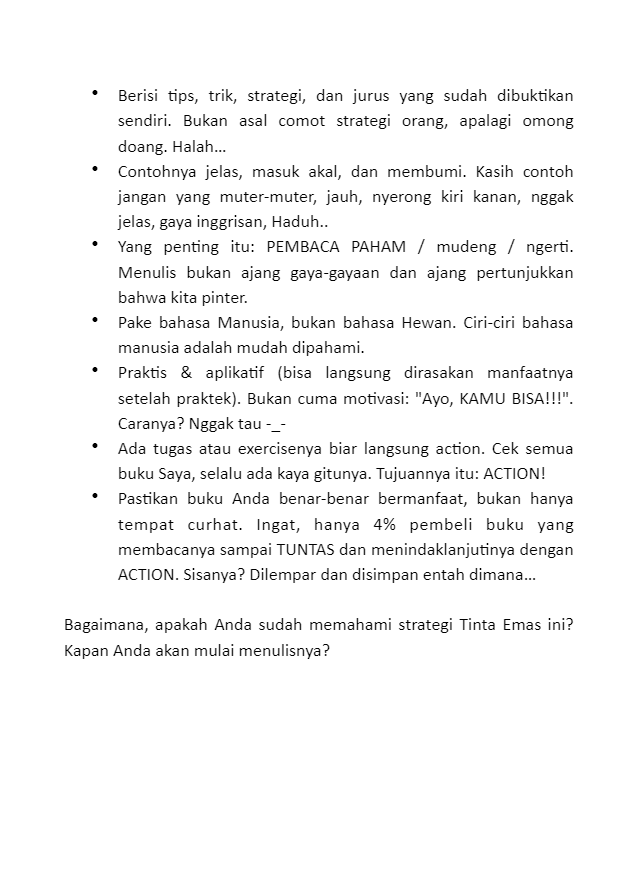 • Berisi tips, trik, strategi, dan jurus yang sudah dibuktikan
sendiri. Bukan asal comot strategi orang, apalagi omong
doang. Halah...
• Contohnya jelas, masuk akal, dan membumi. Kasih contoh
jangan yang muter-muter, jauh, nyerong kiri kanan, nggak
jelas, gaya inggrisan, Haduh..
• Yang penting itu: PEMBACA PAHAM / mudeng / ngerti.
Menulis bukan ajang gaya-gayaan dan ajang pertunjukkan
bahwa kita pinter.
• Pake bahasa Manusia, bukan bahasa Hewan. Ciri-ciri bahasa
manusia adalah mudah dipahami.
• Praktis & aplikatif (bisa langsung dirasakan manfaatnya
setelah praktek). Bukan cuma motivasi: "Ayo, KAMU BISA!!!".
Caranya? Nggak tau -_-
• Ada tugas atau exercisenya biar langsung action. Cek semua
buku Saya, selalu ada kaya gitunya. Tujuannya itu: ACTION!
• Pastikan buku Anda benar-benar bermanfaat, bukan hanya
tempat curhat. Ingat, hanya 4% pembeli buku yang
membacanya sampai TUNTAS dan menindaklanjutinya dengan
ACTION. Sisanya? Dilempar dan disimpan entah dimana...
Bagaimana, apakah Anda sudah memahami strategi Tinta Emas ini?
Kapan Anda akan mulai menulisnya?